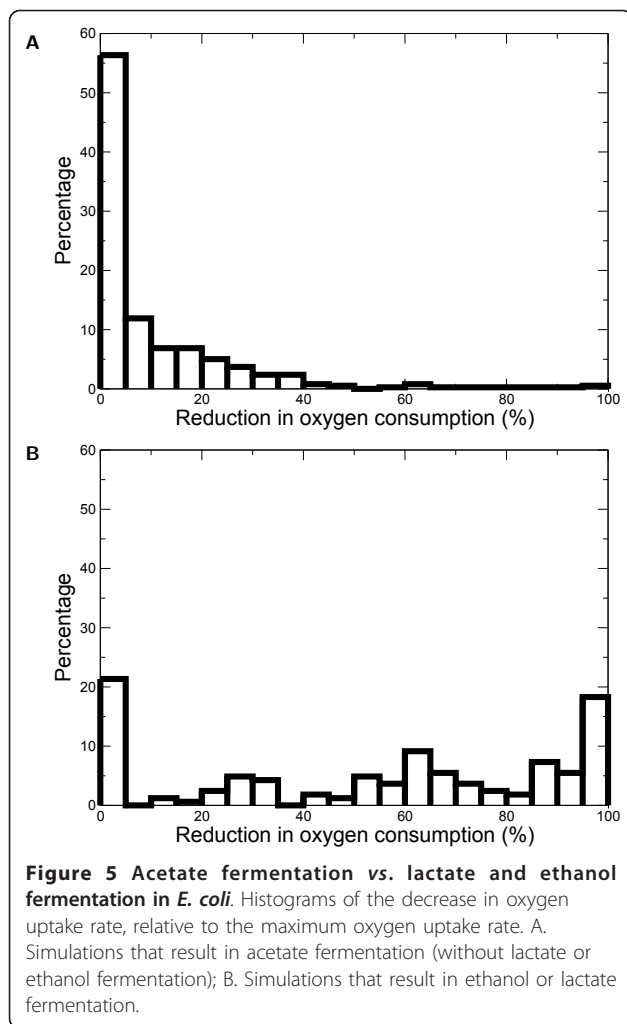 A
60
50
40
30
20
10
0
Percentage
0 20 40 60 80 100
Reduction in oxygen consumption (%)
B
60
50
40
30
20
10
0
Percentage
0 20 40 60 80 100
Reduction in oxygen consumption (%)
Figure 5 Acetate fermentation vs. lactate and ethanol
fermentation in E. coli. Histograms of the decrease in oxygen
uptake rate, relative to the maximum oxygen uptake rate. A.
Simulations that result in acetate fermentation (without lactate or
ethanol fermentation); B. Simulations that result in ethanol or lactate
fermentation.